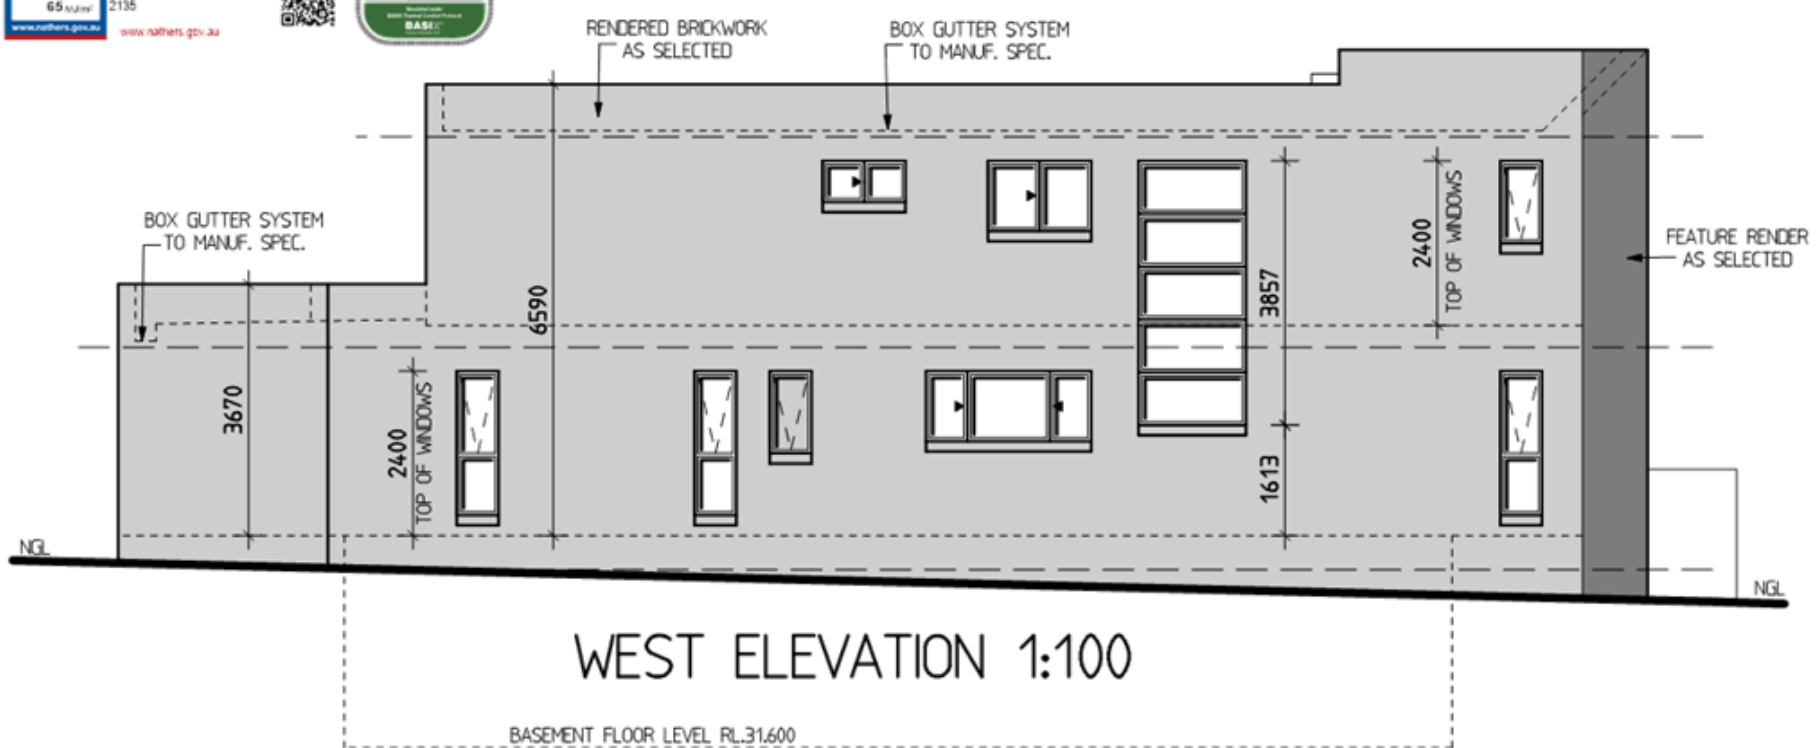 65
www.nathers.gov.au
2135
www.nathers.gov.au
BASIX
RENDERED BRICKWORK
AS SELECTED
BOX GUTTER SYSTEM
TO MANUF. SPEC.
BOX GUTTER SYSTEM
TO MANUF. SPEC.
FEATURE RENDER
AS SELECTED
6590
3670
2400
TOP OF WINDOWS
3857
1613
2400
TOP OF WINDOWS
NGL
NGL
WEST ELEVATION 1:100
BASEMENT FLOOR LEVEL RL.31.600